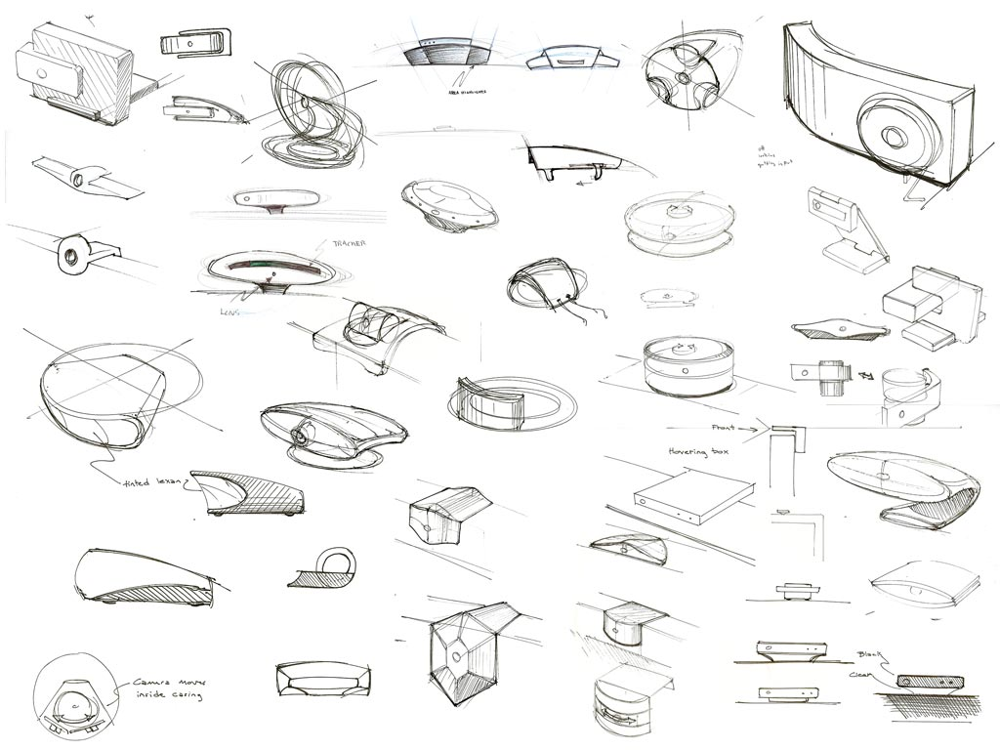 TRACKER
LENS
Front
Hovering box
tinted lexan
Black
Clear
Camera moves
inside casing